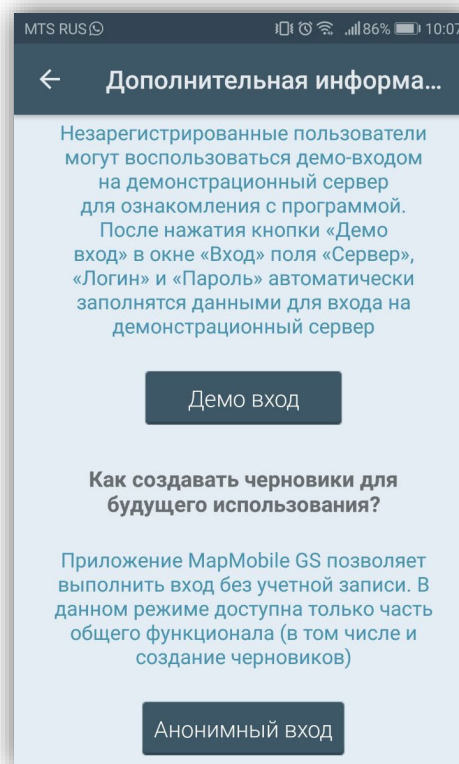 MTS RUS 86% 10:07
Дополнительная информа...
Незарегистрированные пользователи
могут воспользоваться демо-входом
на демонстрационный сервер
для ознакомления с программой.
После нажатия кнопки «Демо
вход» в окне «Вход» поля «Сервер»,
«Логин» и «Пароль» автоматически
заполнятся данными для входа на
демонстрационный сервер
Демо вход
Как создавать черновики для
будущего использования?
Приложение MapMobile GS позволяет
выполнить вход без учетной записи. В
данном режиме доступна только часть
общего функционала (в том числе и
создание черновиков)
Анонимный вход